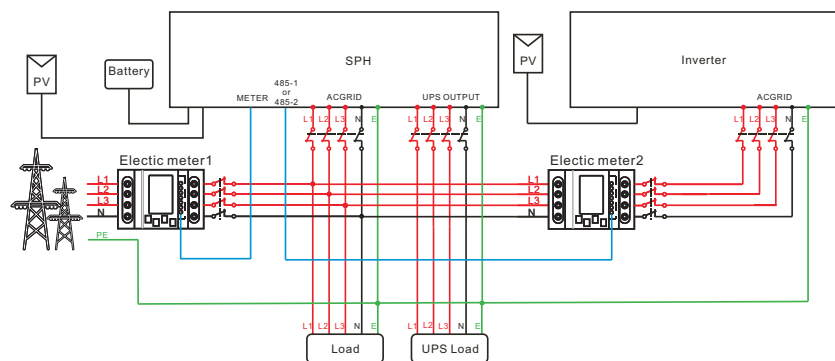 SPH
Inverter
PV
Battery
PV
METER
485-1
or
485-2
ACGRID
UPS OUTPUT
ACGRID
L1 L2 L3 N E
L1 L2 L3 N E
L1 L2 L3 N E
Electic meter1
Electic meter2
L1
L2
L3
N
PE
L1
L2
L3
N
L1 L2 L3 N E
L1 L2 L3 N E
Load
UPS Load